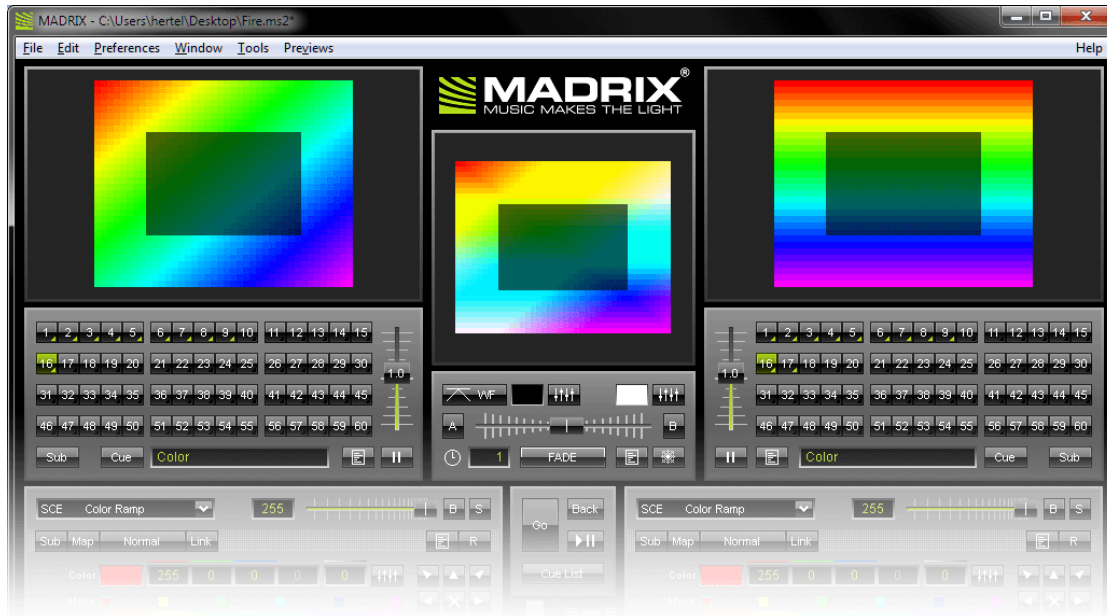 MADRIX - C:\Users\hertel\Desktop\Fire.ms2*
File Edit Preferences Window Tools Previews Help
MADRIX®
MUSIC MAKES THE LIGHT
1 2 3 4 5 6 7 8 9 10 11 12 13 14 15
16 17 18 19 20 21 22 23 24 25 26 27 28 29 30
1.0
31 32 33 34 35 36 37 38 39 40 41 42 43 44 45
46 47 48 49 50 51 52 53 54 55 56 57 58 59 60
Sub Cue Color
A B
1 FADE
1 2 3 4 5 6 7 8 9 10 11 12 13 14 15
16 17 18 19 20 21 22 23 24 25 26 27 28 29 30
1.0
31 32 33 34 35 36 37 38 39 40 41 42 43 44 45
46 47 48 49 50 51 52 53 54 55 56 57 58 59 60
Color Cue Sub
SCE Color Ramp 255 B S
Sub Map Normal Link R
Color 255 0 0 0 0
Go Back
Cue List
SCE Color Ramp 255 B S
Sub Map Normal Link R
Color 255 0 0 0 0